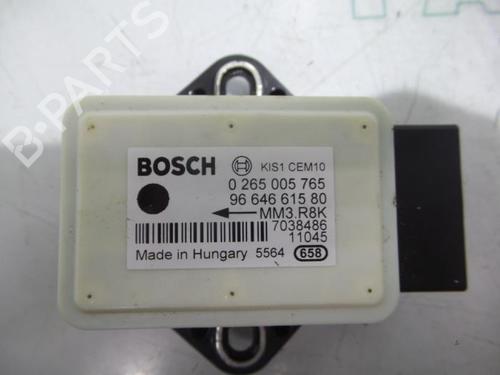 B-PARTS
BOSCH KIS1 CEM10
0 265 005 765
96 646 615 80
MM3.R8K
7038486
11045
Made in Hungary 5564 658